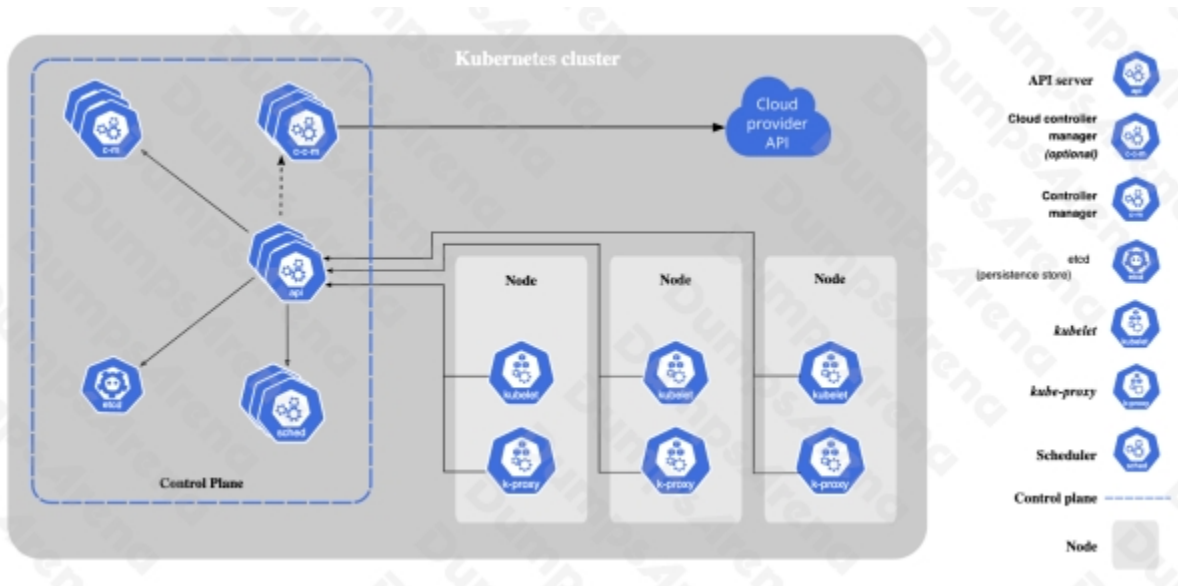 Kubernetes cluster
c-m
c-c-m
Cloud
provider
API
api
etcd
sched
Control Plane
Node
Node
Node
kubelet
kubelet
kubelet
k-proxy
k-proxy
k-proxy
API server
api
Cloud controller
manager
(optional)
c-c-m
Controller
manager
c-m
etcd
(persistence store)
etcd
kubelet
kubelet
kube-proxy
k-proxy
Scheduler
sched
Control plane
Node
DumpsArena